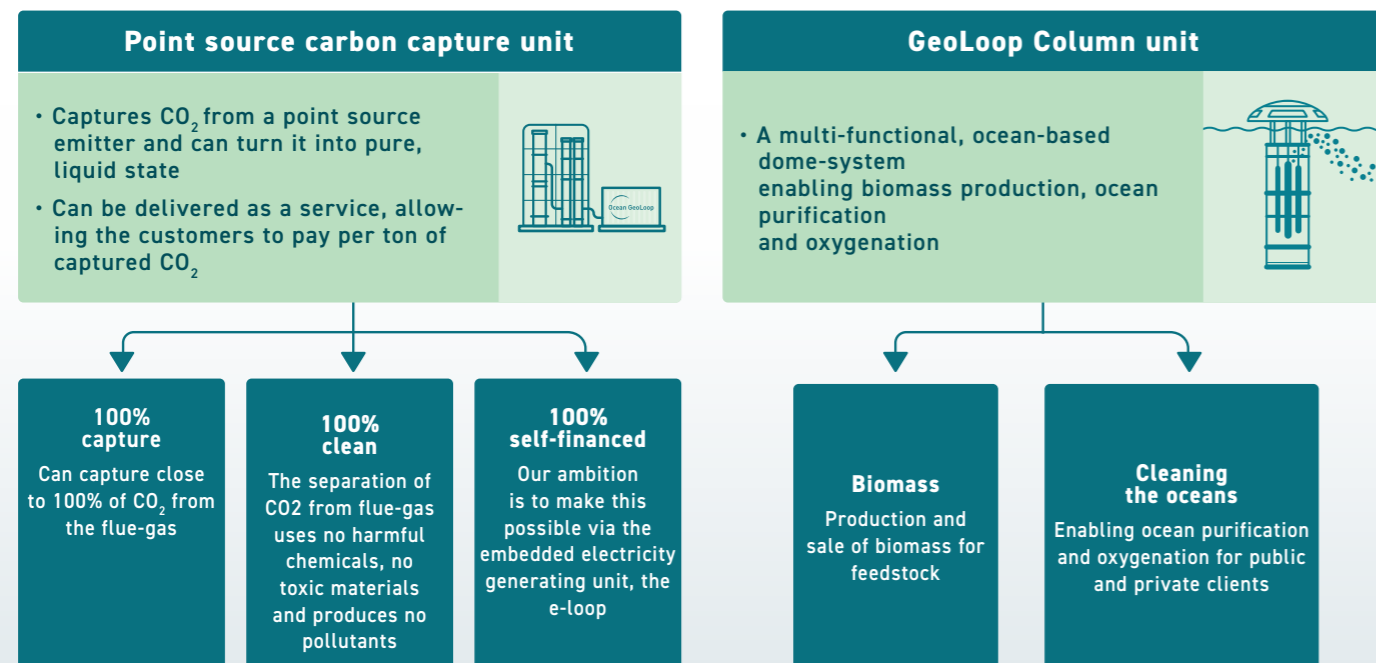 Point source carbon capture unit
• Captures CO₂ from a point source
emitter and can turn it into pure,
liquid state
• Can be delivered as a service, allow-
ing the customers to pay per ton of
captured CO₂
Ocean GeoLoop
100%
capture
Can capture close
to 100% of CO₂ from
the flue-gas
100%
clean
The separation of
CO2 from flue-gas
uses no harmful
chemicals, no
toxic materials
and produces no
pollutants
100%
self-financed
Our ambition
is to make this
possible via the
embedded electricity
generating unit, the
e-loop
GeoLoop Column unit
• A multi-functional, ocean-based
dome-system
enabling biomass production, ocean
purification
and oxygenation
Biomass
Production and
sale of biomass for
feedstock
Cleaning
the oceans
Enabling ocean purification
and oxygenation for public
and private clients